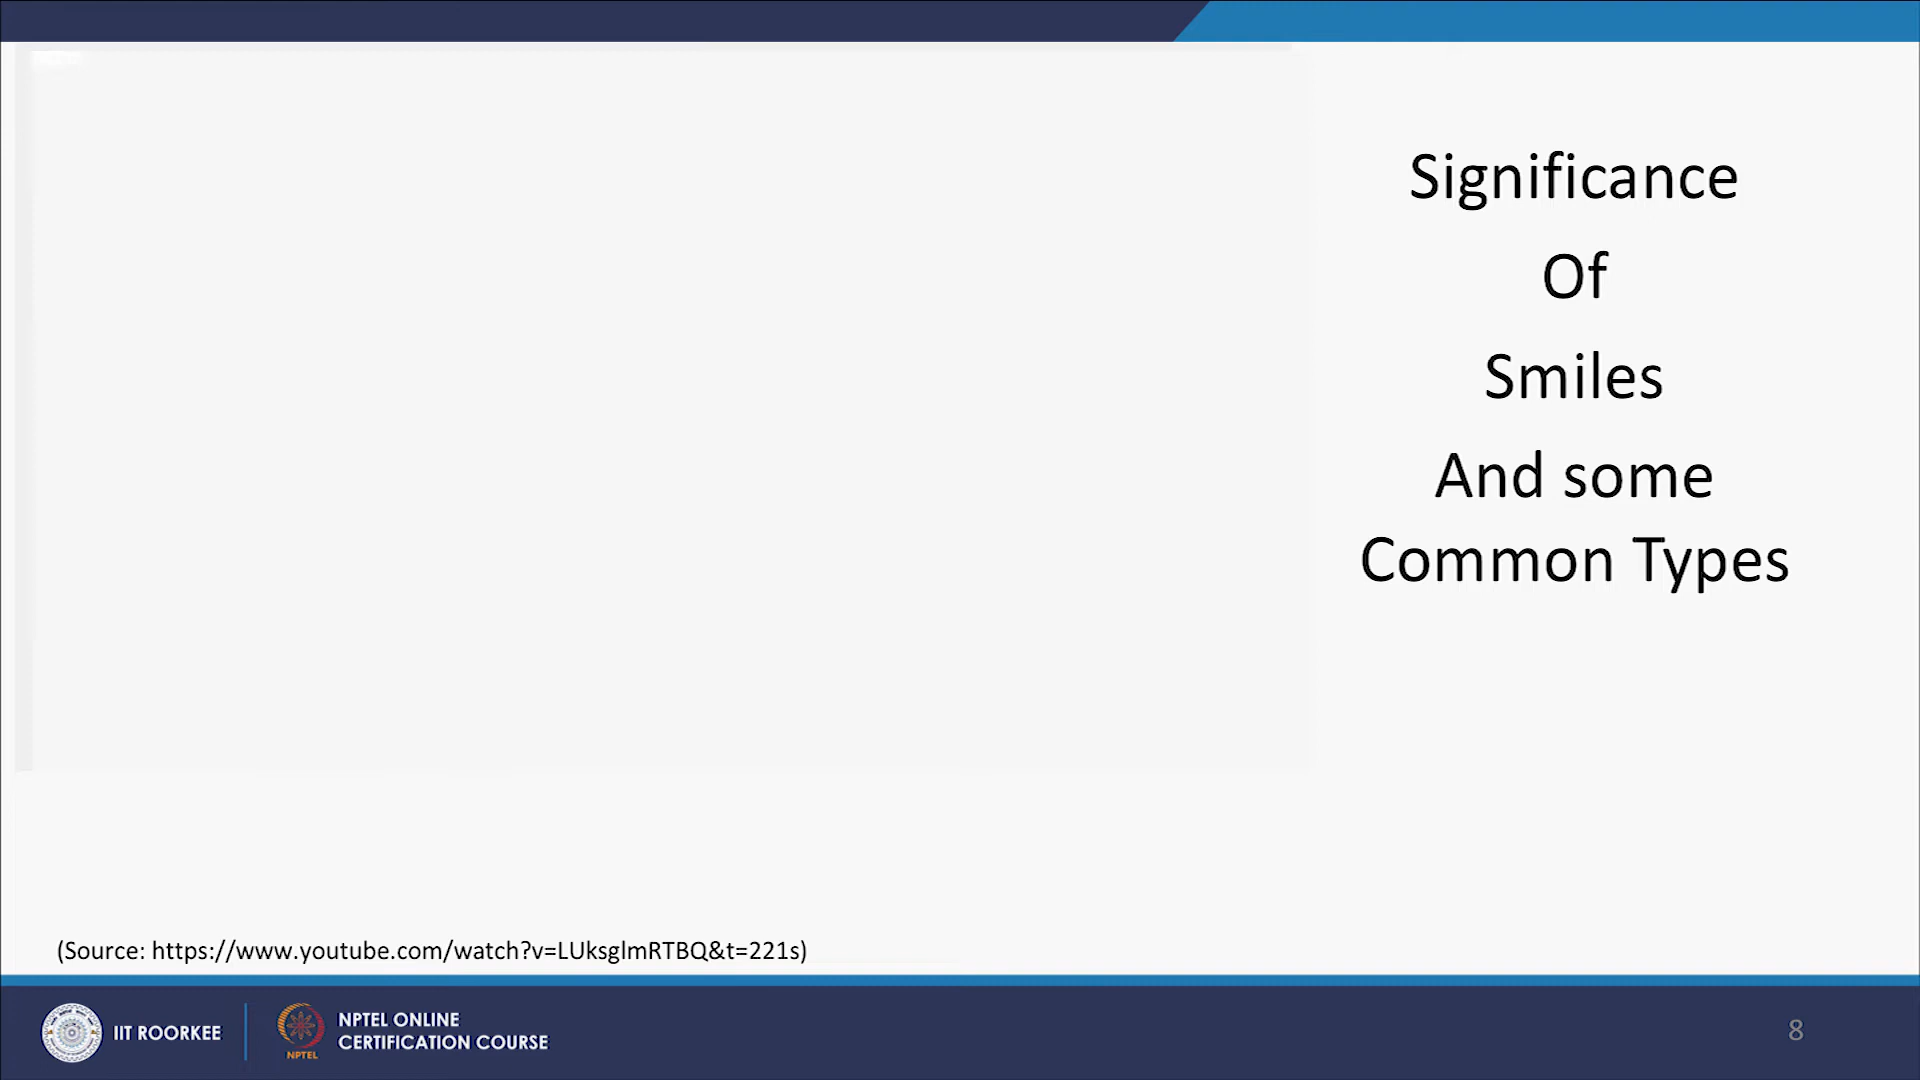 Significance
Of
Smiles
And some
Common Types
(Source: https://www.youtube.com/watch?v=LUksglmRTBQ&t=221s)
IIT ROORKEE
NPTEL
NPTEL ONLINE
CERTIFICATION COURSE
8